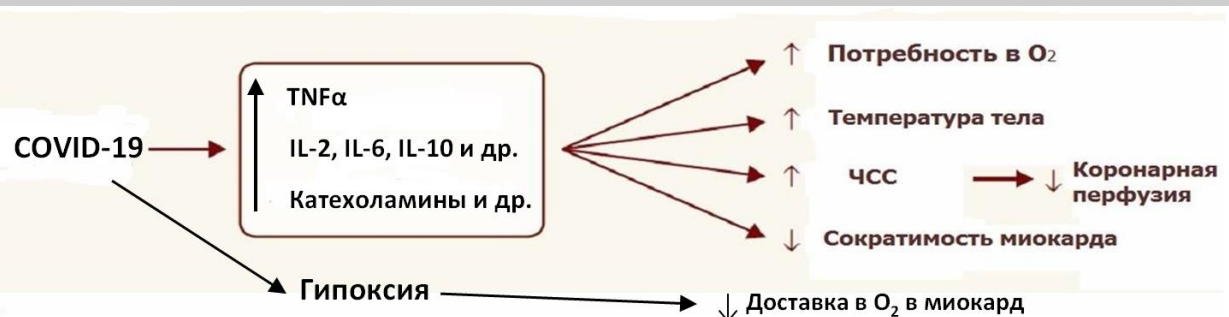 ↑ Потребность в O₂
TNFα
↑ Температура тела
COVID-19
IL-2, IL-6, IL-10 и др.
↑ ЧСС
↓ Коронарная
перфузия
Катехоламины и др.
↓ Сократимость миокарда
Гипоксия
↓ Доставка в O₂ в миокард